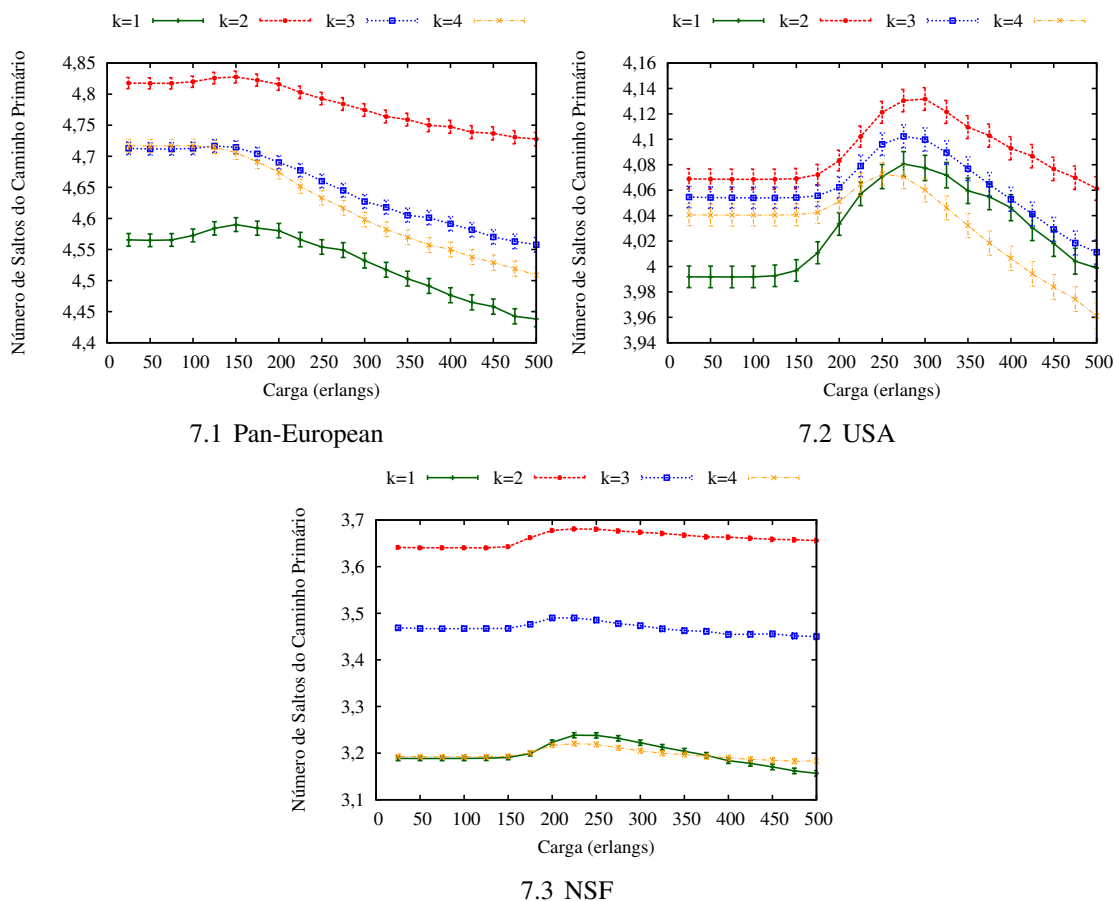 k=1 k=2 k=3 k=4
Número de Saltos do Caminho Primário
4,85
4,8
4,75
4,7
4,65
4,6
4,55
4,5
4,45
4,4
0 50 100 150 200 250 300 350 400 450 500
Carga (erlangs)
7.1 Pan-European
k=1 k=2 k=3 k=4
Número de Saltos do Caminho Primário
4,16
4,14
4,12
4,1
4,08
4,06
4,04
4,02
4
3,98
3,96
3,94
0 50 100 150 200 250 300 350 400 450 500
Carga (erlangs)
7.2 USA
k=1 k=2 k=3 k=4
Número de Saltos do Caminho Primário
3,7
3,6
3,5
3,4
3,3
3,2
3,1
0 50 100 150 200 250 300 350 400 450 500
Carga (erlangs)
7.3 NSF